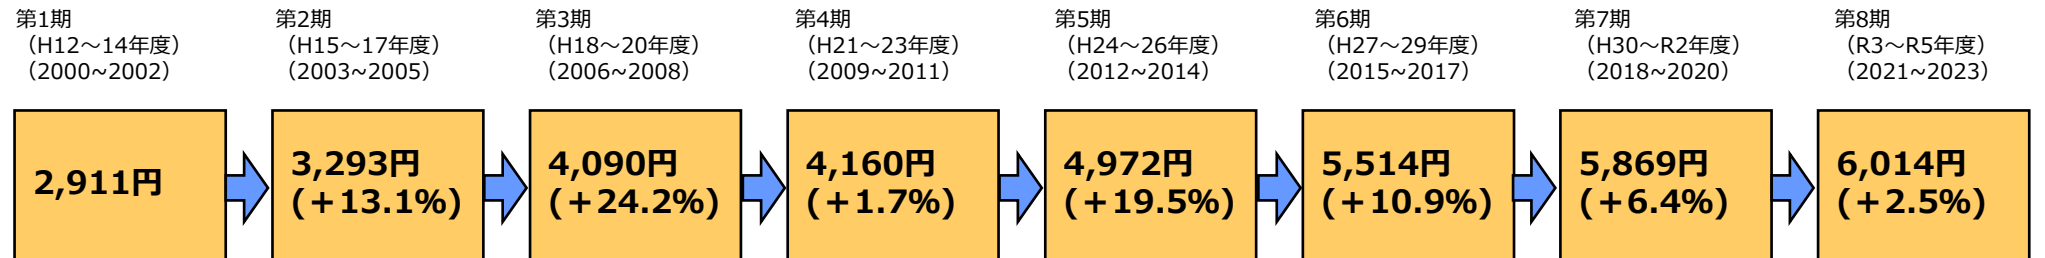 第1期
（H12～14年度）
（2000~2002）
2,911円
第2期
（H15～17年度）
（2003~2005）
3,293円
(＋13.1%)
第3期
（H18～20年度）
（2006~2008）
4,090円
(＋24.2%)
第4期
（H21～23年度）
（2009~2011）
4,160円
(＋1.7%)
第5期
（H24～26年度）
（2012~2014）
4,972円
(＋19.5%)
第6期
（H27～29年度）
（2015~2017）
5,514円
(＋10.9%)
第7期
（H30～R2年度）
（2018~2020）
5,869円
(＋6.4%)
第8期
（R3～R5年度）
（2021~2023）
6,014円
(＋2.5%)